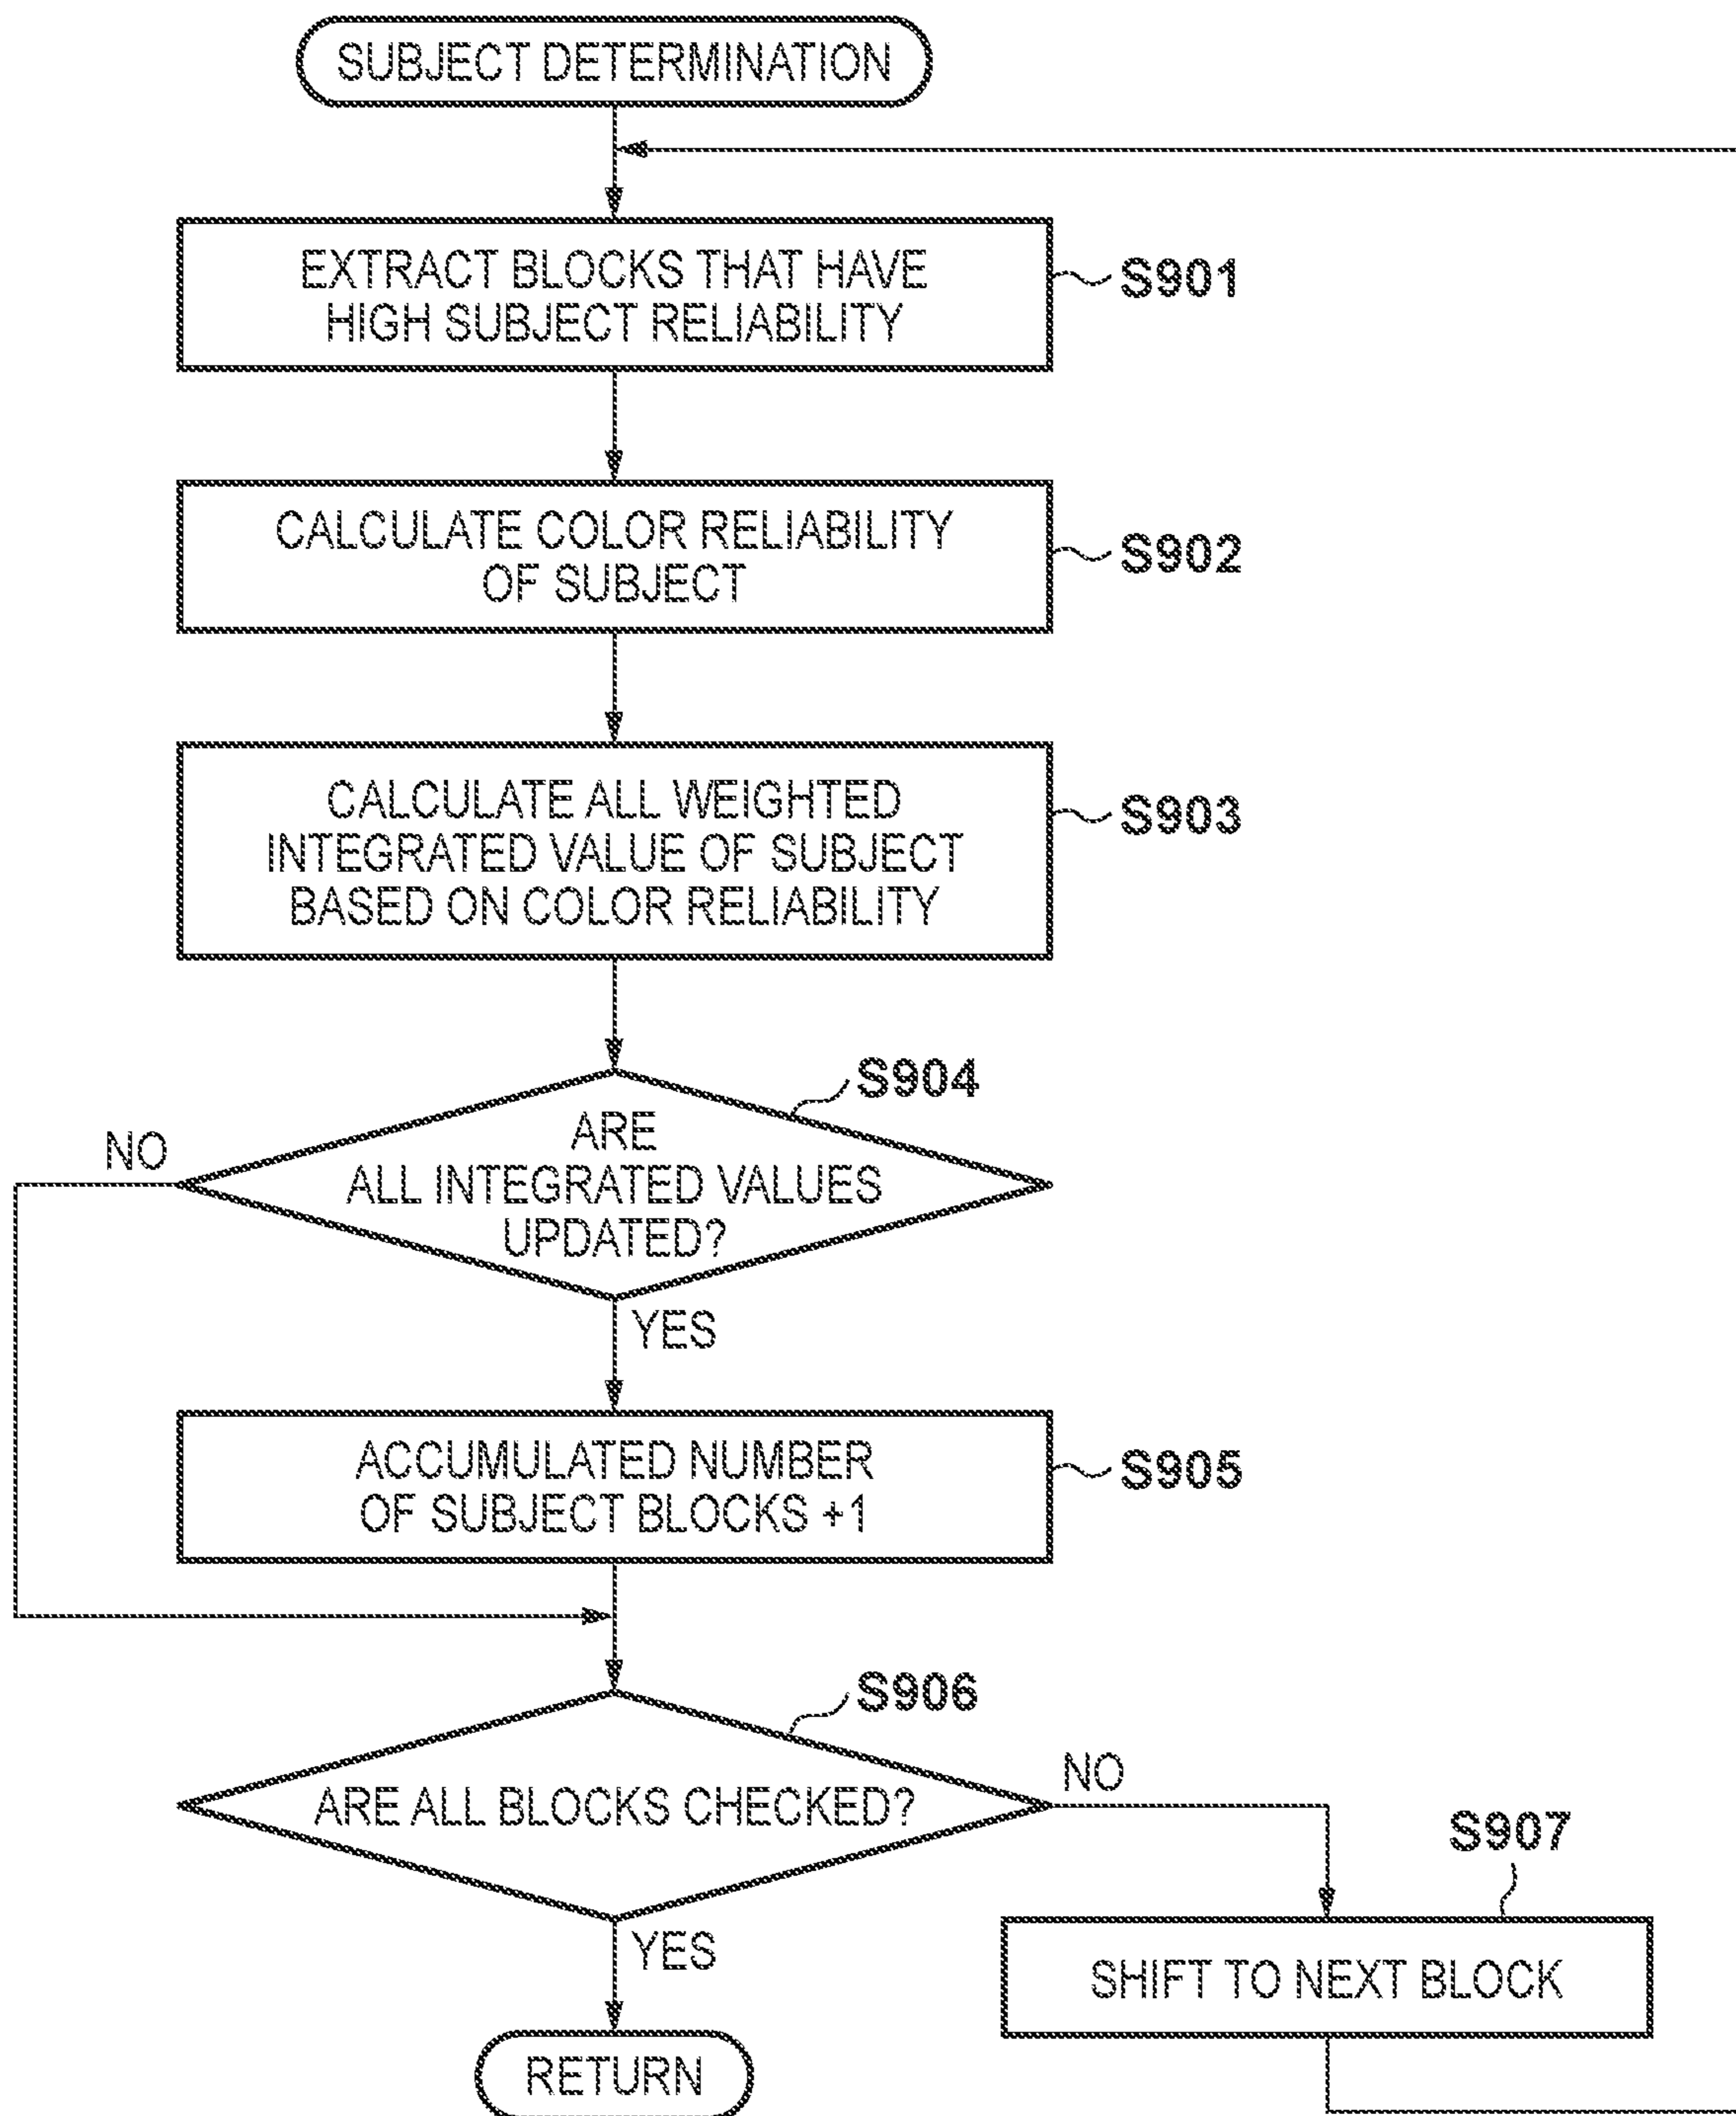 SUBJECT DETERMINATION
EXTRACT BLOCKS THAT HAVE
HIGH SUBJECT RELIABILITY
S901
CALCULATE COLOR RELIABILITY
OF SUBJECT
S902
CALCULATE ALL WEIGHTED
INTEGRATED VALUE OF SUBJECT
BASED ON COLOR RELIABILITY
S903
S904
ARE
ALL INTEGRATED VALUES
UPDATED?
NO
YES
ACCUMULATED NUMBER
OF SUBJECT BLOCKS +1
S905
S906
ARE ALL BLOCKS CHECKED?
NO
S907
YES
SHIFT TO NEXT BLOCK
RETURN